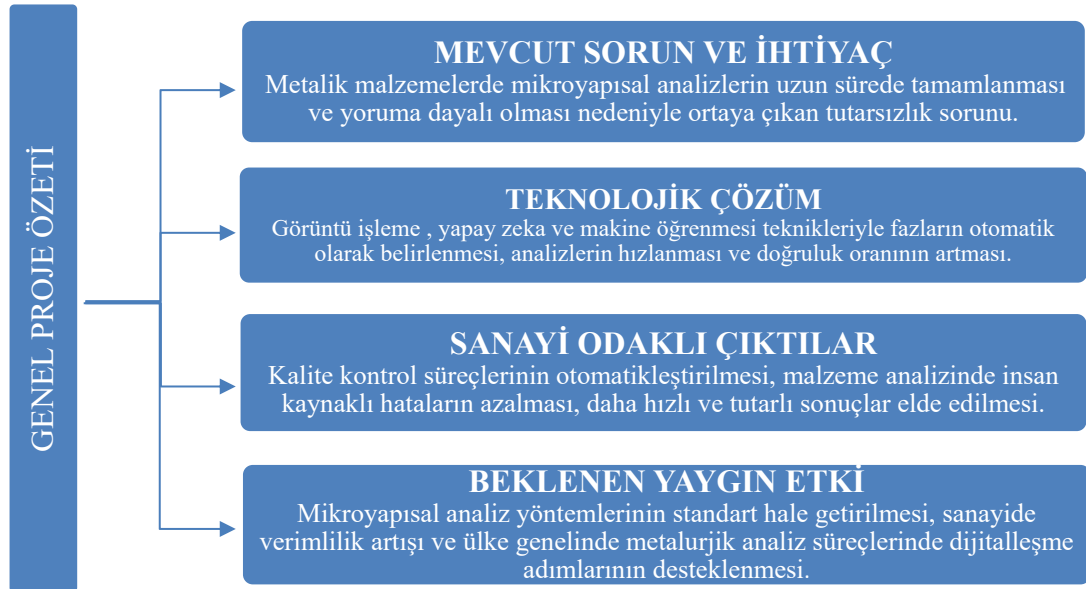 GENEL PROJE ÖZETİ
MEVCUT SORUN VE İHTİYAÇ
Metalik malzemelerde mikroyapısal analizlerin uzun sürede tamamlanması
ve yoruma dayalı olması nedeniyle ortaya çıkan tutarsızlık sorunu.
TEKNOLOJİK ÇÖZÜM
Görüntü işleme , yapay zeka ve makine öğrenmesi teknikleriyle fazların otomatik
olarak belirlenmesi, analizlerin hızlanması ve doğruluk oranının artması.
SANAYİ ODAKLI ÇIKTILAR
Kalite kontrol süreçlerinin otomatikleştirilmesi, malzeme analizinde insan
kaynaklı hataların azalması, daha hızlı ve tutarlı sonuçlar elde edilmesi.
BEKLENEN YAYGIN ETKİ
Mikroyapısal analiz yöntemlerinin standart hale getirilmesi, sanayide
verimlilik artışı ve ülke genelinde metalurjik analiz süreçlerinde dijitalleşme
adımlarının desteklenmesi.